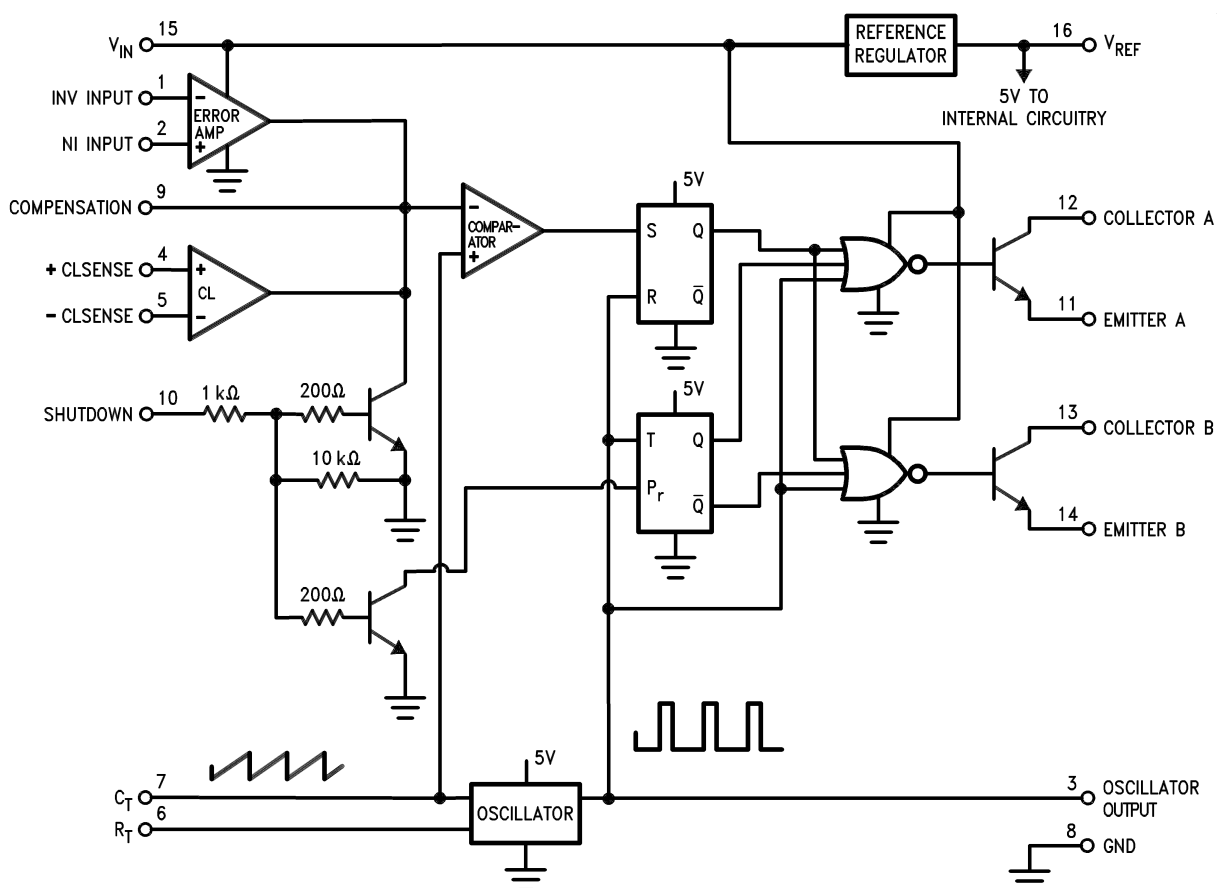 15
V_IN
REFERENCE
REGULATOR
16
V_REF
5V TO
INTERNAL CIRCUITRY
1
INV INPUT
−
ERROR
AMP
2
NI INPUT
+
9
COMPENSATION
−
COMPAR-
ATOR
+
4
+ CLSENSE
+
CL
5
− CLSENSE
−
5V
S
Q
R
Q̅
12
COLLECTOR A
11
EMITTER A
10
SHUTDOWN
1 kΩ
200Ω
10 kΩ
200Ω
5V
T
Q
Pr
Q̅
13
COLLECTOR B
14
EMITTER B
7
C_T
6
R_T
5V
OSCILLATOR
3
OSCILLATOR
OUTPUT
8
GND